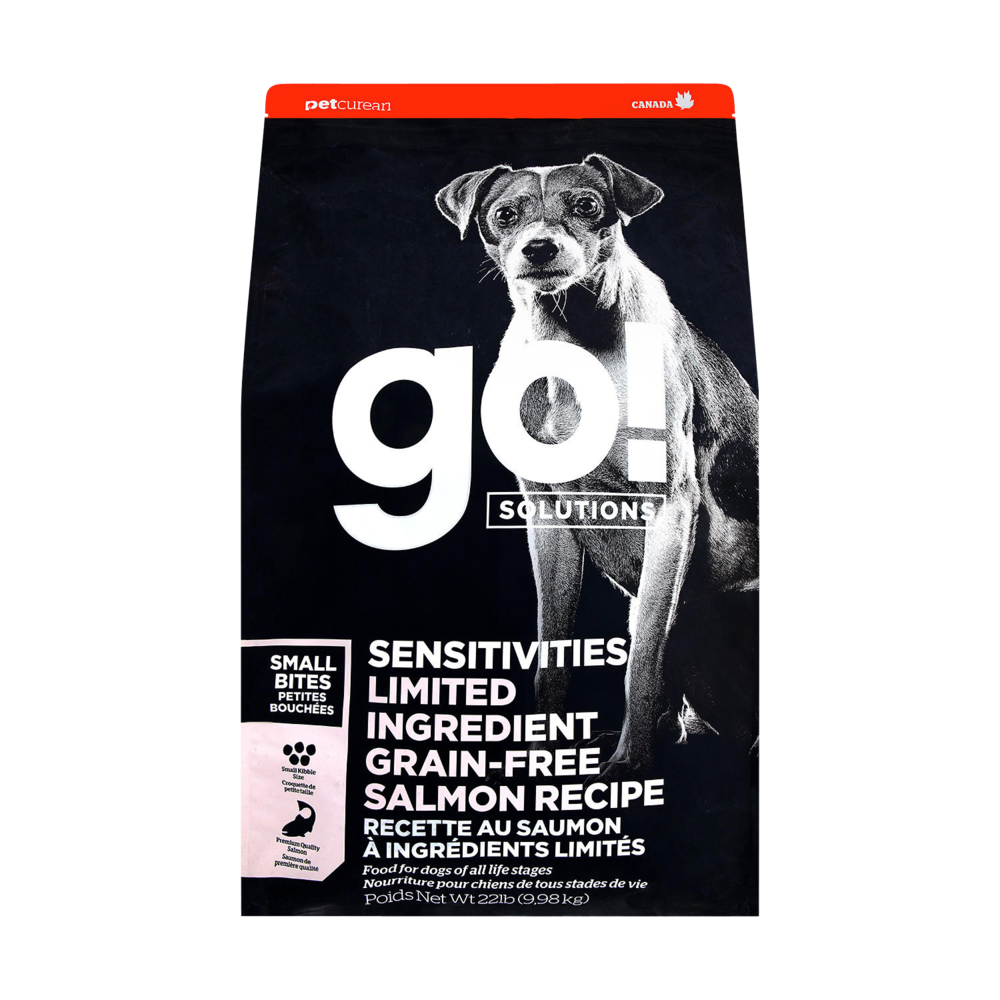 petcurean
CANADA
go!
SOLUTIONS
SMALL
BITES
PETITES
BOUCHÉES
Small Kibble
Size
Croquette de
petite taille
Premium Quality
Salmon
Saumon de
première qualité
SENSITIVITIES
LIMITED
INGREDIENT
GRAIN-FREE
SALMON RECIPE
RECETTE AU SAUMON
À INGRÉDIENTS LIMITÉS
Food for dogs of all life stages
Nourriture pour chiens de tous stades de vie
Poids Net Wt 22lb (9,98 kg)